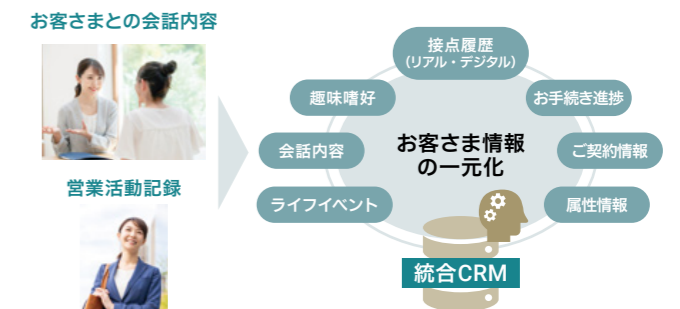 お客さまとの会話内容
営業活動記録
接点履歴
(リアル・デジタル)
趣味嗜好
お手続き進捗
会話内容
お客さま情報
の一元化
ご契約情報
ライフイベント
属性情報
統合CRM